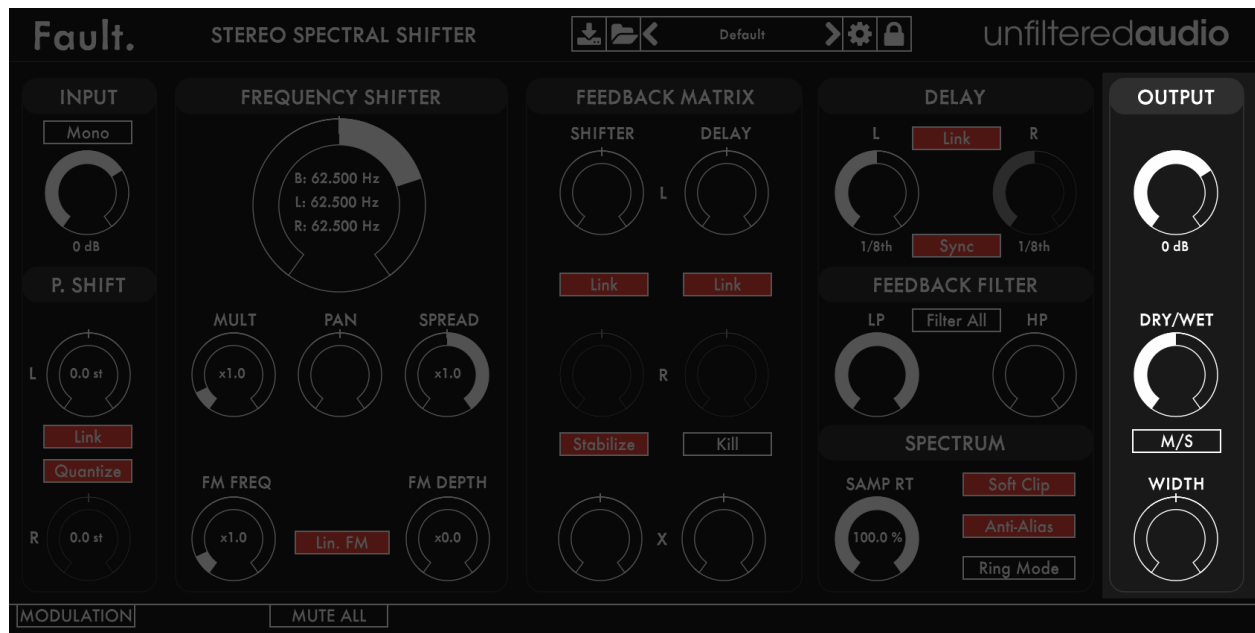 Fault.
STEREO SPECTRAL SHIFTER
Default
unfilteredaudio
INPUT
Mono
0 dB
P. SHIFT
L
0.0 st
Link
Quantize
R
0.0 st
FREQUENCY SHIFTER
B: 62.500 Hz
L: 62.500 Hz
R: 62.500 Hz
MULT PAN SPREAD
x1.0 x1.0
FM FREQ FM DEPTH
x1.0 Lin. FM x0.0
FEEDBACK MATRIX
SHIFTER DELAY
L
Link Link
R
Stabilize Kill
X
DELAY
L Link R
1/8th Sync 1/8th
FEEDBACK FILTER
LP Filter All HP
SPECTRUM
SAMP RT Soft Clip
100.0 % Anti-Alias
Ring Mode
OUTPUT
0 dB
DRY/WET
M/S
WIDTH
MODULATION MUTE ALL